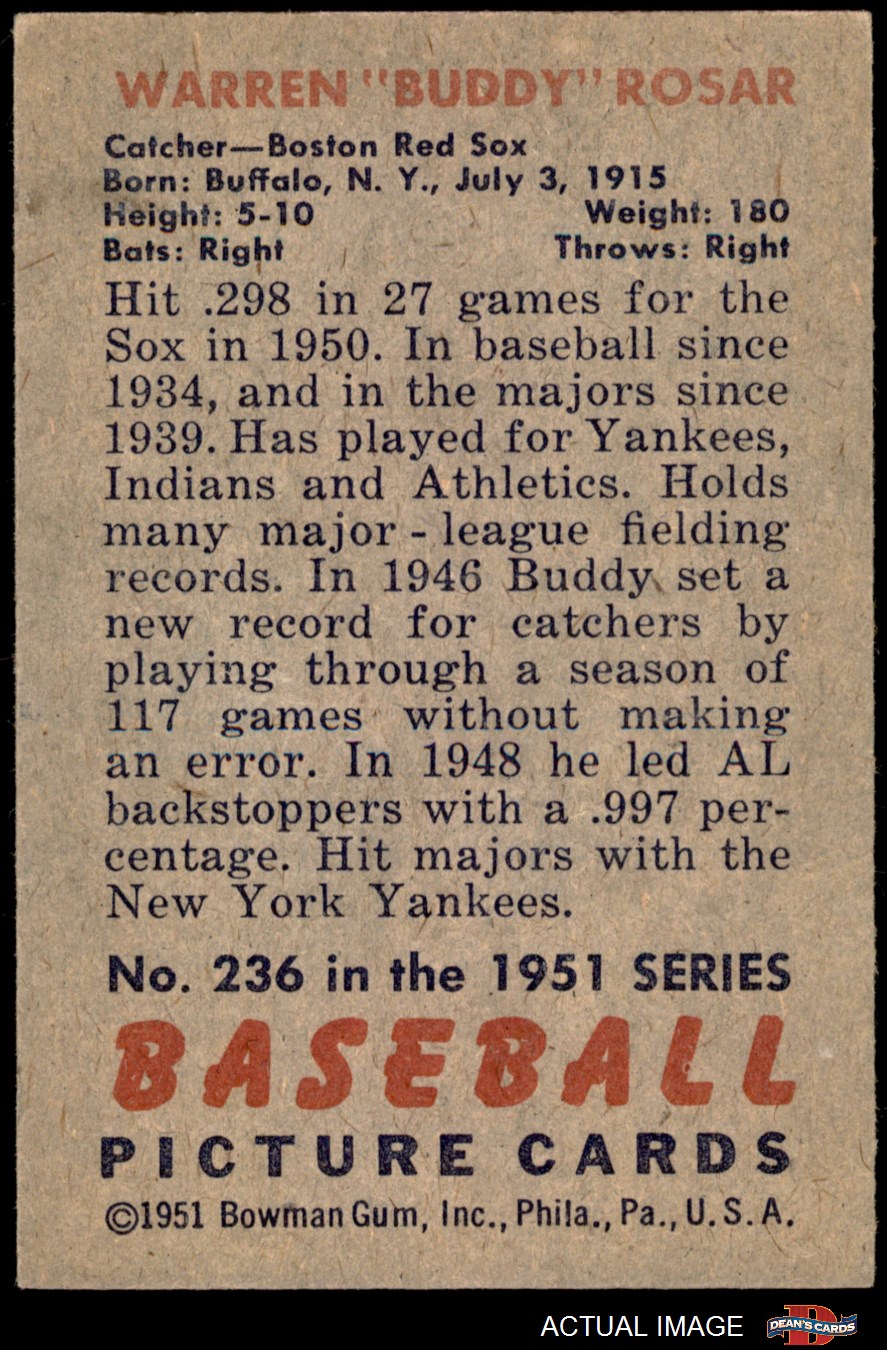 WARREN "BUDDY" ROSAR
Catcher—Boston Red Sox
Born: Buffalo, N. Y., July 3, 1915
Height: 5-10 Weight: 180
Bats: Right Throws: Right
Hit .298 in 27 games for the
Sox in 1950. In baseball since
1934, and in the majors since
1939. Has played for Yankees,
Indians and Athletics. Holds
many major - league fielding
records. In 1946 Buddy set a
new record for catchers by
playing through a season of
117 games without making
an error. In 1948 he led AL
backstoppers with a .997 per-
centage. Hit majors with the
New York Yankees.
No. 236 in the 1951 SERIES
BASEBALL
PICTURE CARDS
©1951 Bowman Gum, Inc., Phila., Pa., U. S. A.
ACTUAL IMAGE
D
DEAN'S CARDS